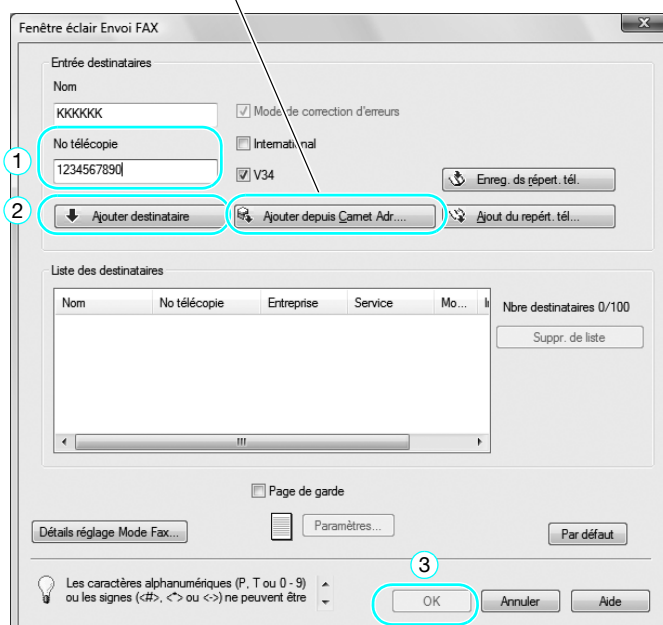 Fenêtre éclair Envoi FAX
x
Entrée destinataires
Nom
KKKKKK
Mode de correction d'erreurs
No télécopie
International
1
1234567890
V34
Enreg. ds répert. tél.
2
Ajouter destinataire
Ajouter depuis Carnet Adr....
Ajout du repért. tél...
Liste des destinataires
Nom No télécopie Entreprise Service Mo...
Nbre destinataires 0/100
Suppr. de liste
Page de garde
Détails réglage Mode Fax...
Paramètres...
Par défaut
3
Les caractères alphanumériques (P, T ou 0 - 9)
ou les signes (<#>, <*> ou <->) ne peuvent être
OK
Annuler
Aide